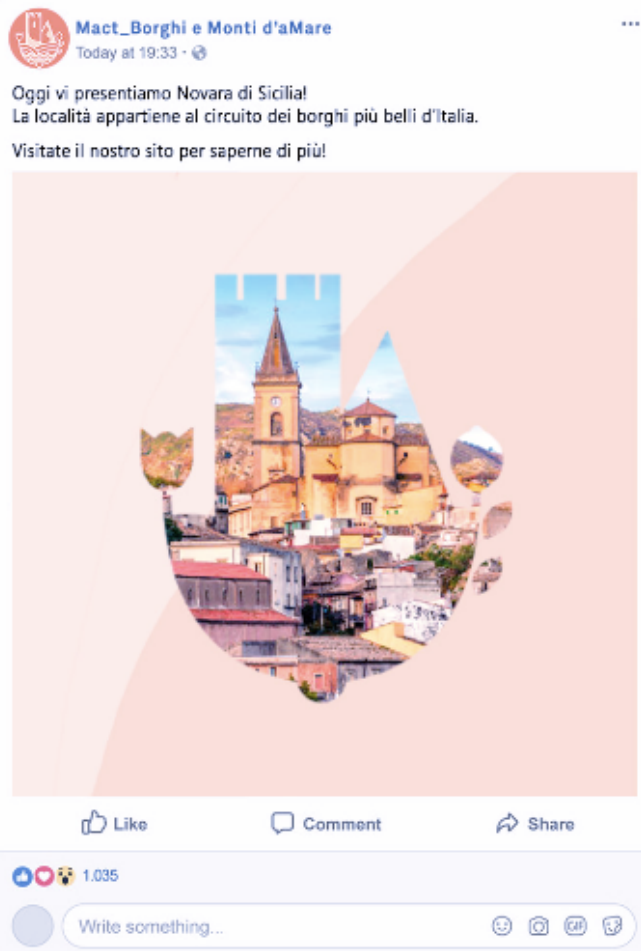 Mact_Borghi e Monti d'aMare
Today at 19:33 ·
Oggi vi presentiamo Novara di Sicilia!
La località appartiene al circuito dei borghi più belli d'Italia.
Visitate il nostro sito per saperne di più!
Like Comment Share
1.035
Write something...
GIF